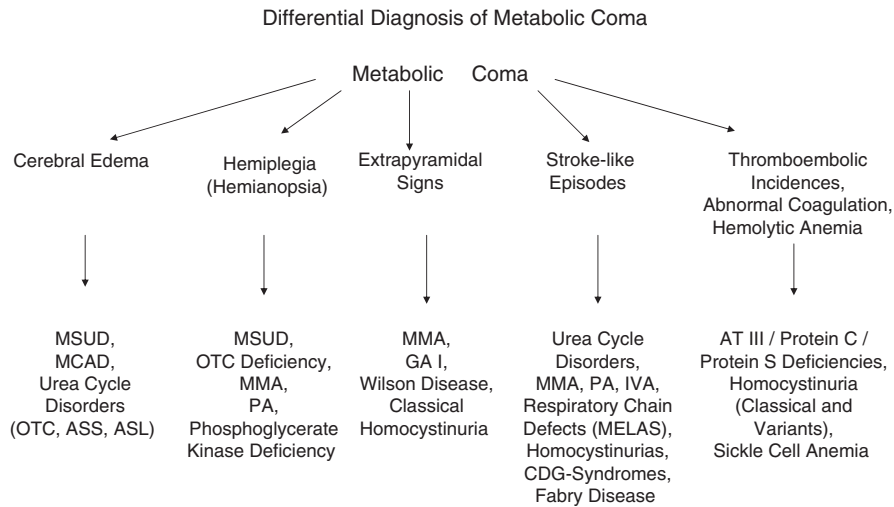 Differential Diagnosis of Metabolic Coma
Metabolic Coma
Cerebral Edema
Hemiplegia
(Hemianopsia)
Extrapyramidal
Signs
Stroke-like
Episodes
Thromboembolic
Incidences,
Abnormal Coagulation,
Hemolytic Anemia
MSUD,
MCAD,
Urea Cycle
Disorders
(OTC, ASS, ASL)
MSUD,
OTC Deficiency,
MMA,
PA,
Phosphoglycerate
Kinase Deficiency
MMA,
GA I,
Wilson Disease,
Classical
Homocystinuria
Urea Cycle
Disorders,
MMA, PA, IVA,
Respiratory Chain
Defects (MELAS),
Homocystinurias,
CDG-Syndromes,
Fabry Disease
AT III / Protein C /
Protein S Deficiencies,
Homocystinuria
(Classical and
Variants),
Sickle Cell Anemia